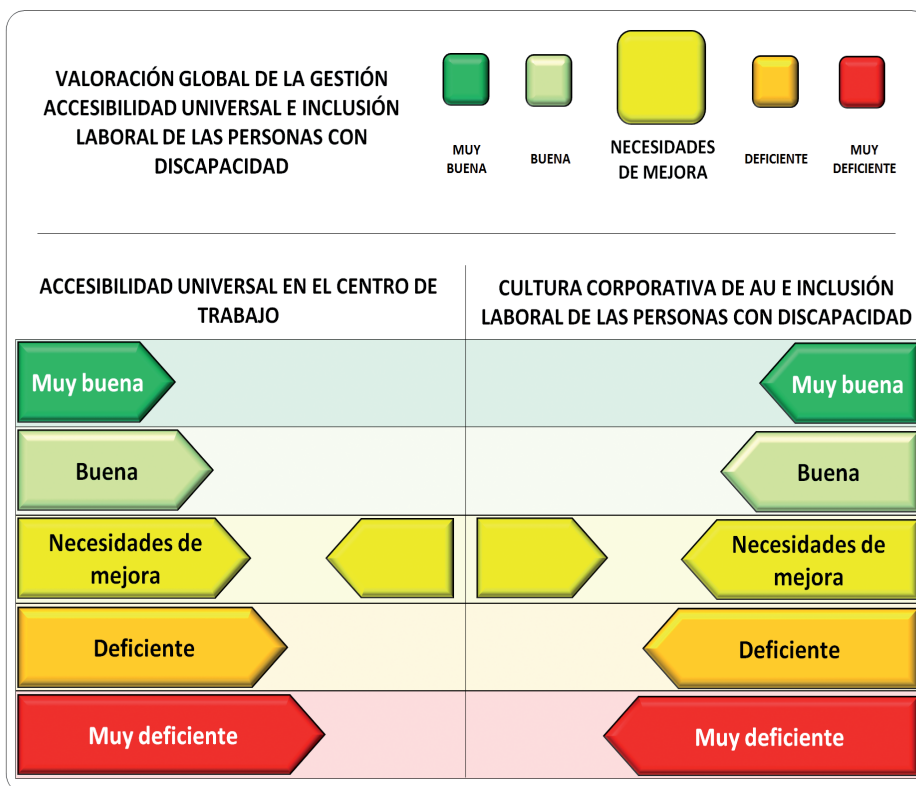 VALORACIÓN GLOBAL DE LA GESTIÓN
ACCESIBILIDAD UNIVERSAL E INCLUSIÓN
LABORAL DE LAS PERSONAS CON
DISCAPACIDAD
MUY
BUENA
BUENA
NECESIDADES
DE MEJORA
DEFICIENTE
MUY
DEFICIENTE
ACCESIBILIDAD UNIVERSAL EN EL CENTRO DE
TRABAJO
CULTURA CORPORATIVA DE AU E INCLUSIÓN
LABORAL DE LAS PERSONAS CON DISCAPACIDAD
Muy buena
Muy buena
Buena
Buena
Necesidades de
mejora
Necesidades de
mejora
Deficiente
Deficiente
Muy deficiente
Muy deficiente